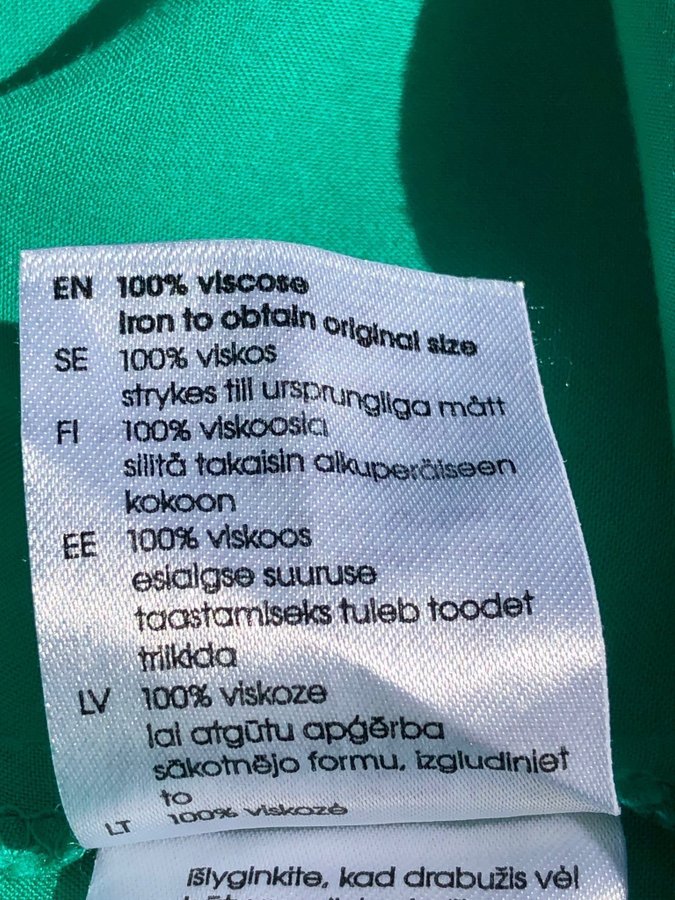 EN 100% viscose
Iron to obtain original size
SE 100% viskos
strykes till ursprungliga mått
FI 100% viskoosia
silitä takaisin alkuperäiseen
kokoon
EE 100% viskoos
esialgse suuruse
taastamiseks tuleb toodet
triikida
LV 100% viskoze
lai atgūtu apģērba
sākotnējo formu, izgludiniet
to
LT 100% viskozė
išlyginkite, kad drabužis vėl